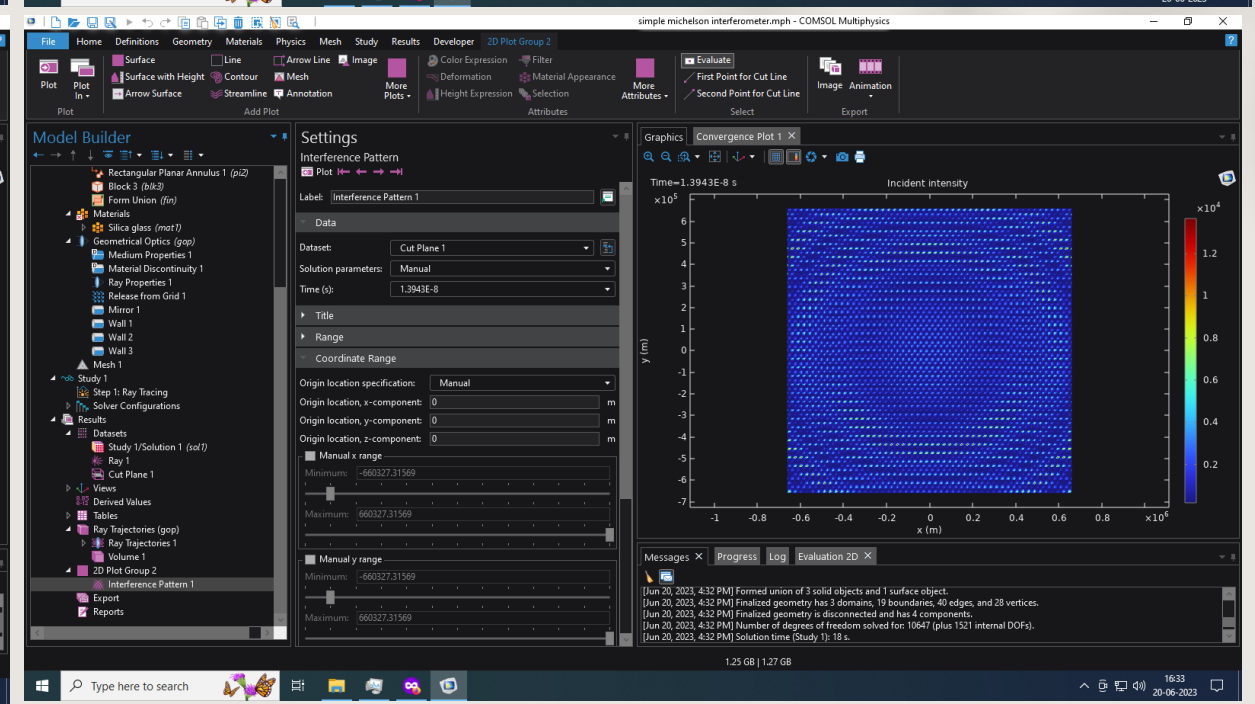 simple michelson interferometer.mph - COMSOL Multiphysics
File Home Definitions Geometry Materials Physics Mesh Study Results Developer 2D Plot Group 2
Plot
Plot In
Plot
Surface Line Arrow Line Image
Surface with Height Contour Mesh
Arrow Surface Streamline Annotation
More Plots
Add Plot
Color Expression Filter
Deformation Material Appearance
Height Expression Selection
More Attributes
Attributes
Evaluate
First Point for Cut Line
Second Point for Cut Line
Select
Image Animation
Export
Model Builder
Rectangular Planar Annulus 1 (pi2)
Block 3 (blk3)
Form Union (fin)
Materials
Silica glass (mat1)
Geometrical Optics (gop)
Medium Properties 1
Material Discontinuity 1
Ray Properties 1
Release from Grid 1
Mirror 1
Wall 1
Wall 2
Wall 3
Mesh 1
Study 1
Step 1: Ray Tracing
Solver Configurations
Results
Datasets
Study 1/Solution 1 (sol1)
Ray 1
Cut Plane 1
Views
Derived Values
Tables
Ray Trajectories (gop)
Ray Trajectories 1
Volume 1
2D Plot Group 2
Interference Pattern 1
Export
Reports
Settings
Interference Pattern
Plot
Label: Interference Pattern 1
Data
Dataset: Cut Plane 1
Solution parameters: Manual
Time (s): 1.3943E-8
Title
Range
Coordinate Range
Origin location specification: Manual
Origin location, x-component: 0 m
Origin location, y-component: 0 m
Origin location, z-component: 0 m
Manual x range
Minimum: -660327.31569
Maximum: 660327.31569
Manual y range
Minimum: -660327.31569
Maximum: 660327.31569
Graphics Convergence Plot 1
Time=1.3943E-8 s Incident intensity
×10⁵
6
5
4
3
2
1
0
-1
-2
-3
-4
-5
-6
-7
y (m)
-1 -0.8 -0.6 -0.4 -0.2 0 0.2 0.4 0.6 0.8 ×10⁶
x (m)
×10⁴
1.2
1
0.8
0.6
0.4
0.2
Messages Progress Log Evaluation 2D
[Jun 20, 2023, 4:32 PM] Formed union of 3 solid objects and 1 surface object.
[Jun 20, 2023, 4:32 PM] Finalized geometry has 3 domains, 19 boundaries, 40 edges, and 28 vertices.
[Jun 20, 2023, 4:32 PM] Finalized geometry is disconnected and has 4 components.
[Jun 20, 2023, 4:32 PM] Number of degrees of freedom solved for: 10647 (plus 1521 internal DOFs).
[Jun 20, 2023, 4:32 PM] Solution time (Study 1): 18 s.
1.25 GB | 1.27 GB
Type here to search
16:33
20-06-2023